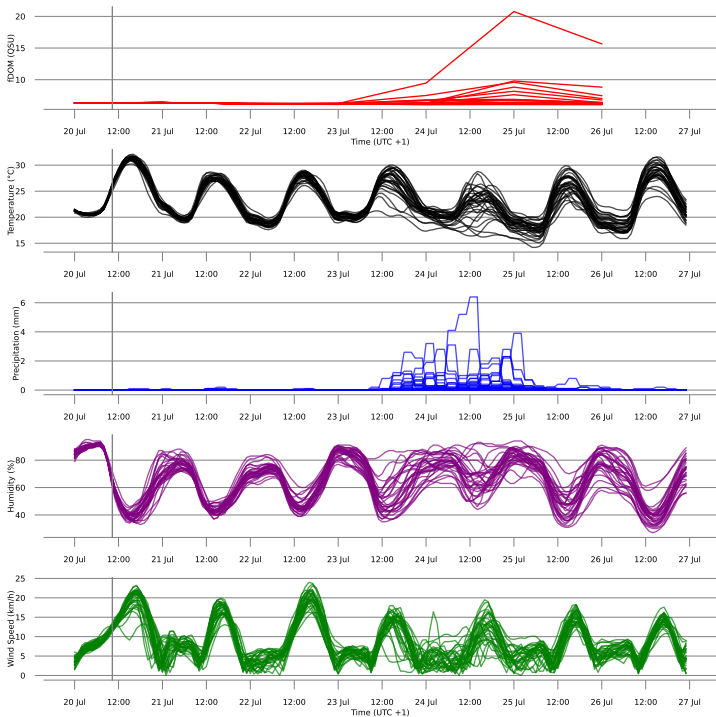 20
15
10
fDOM (QSU)
20 Jul 12:00 21 Jul 12:00 22 Jul 12:00 23 Jul 12:00 24 Jul 12:00 25 Jul 12:00 26 Jul 12:00 27 Jul
Time (UTC +1)
30
25
20
15
Temperature (°C)
20 Jul 12:00 21 Jul 12:00 22 Jul 12:00 23 Jul 12:00 24 Jul 12:00 25 Jul 12:00 26 Jul 12:00 27 Jul
6
4
2
0
Precipitation (mm)
20 Jul 12:00 21 Jul 12:00 22 Jul 12:00 23 Jul 12:00 24 Jul 12:00 25 Jul 12:00 26 Jul 12:00 27 Jul
80
60
40
Humidity (%)
20 Jul 12:00 21 Jul 12:00 22 Jul 12:00 23 Jul 12:00 24 Jul 12:00 25 Jul 12:00 26 Jul 12:00 27 Jul
25
20
15
10
5
0
Wind Speed (km/h)
20 Jul 12:00 21 Jul 12:00 22 Jul 12:00 23 Jul 12:00 24 Jul 12:00 25 Jul 12:00 26 Jul 12:00 27 Jul
Time (UTC +1)